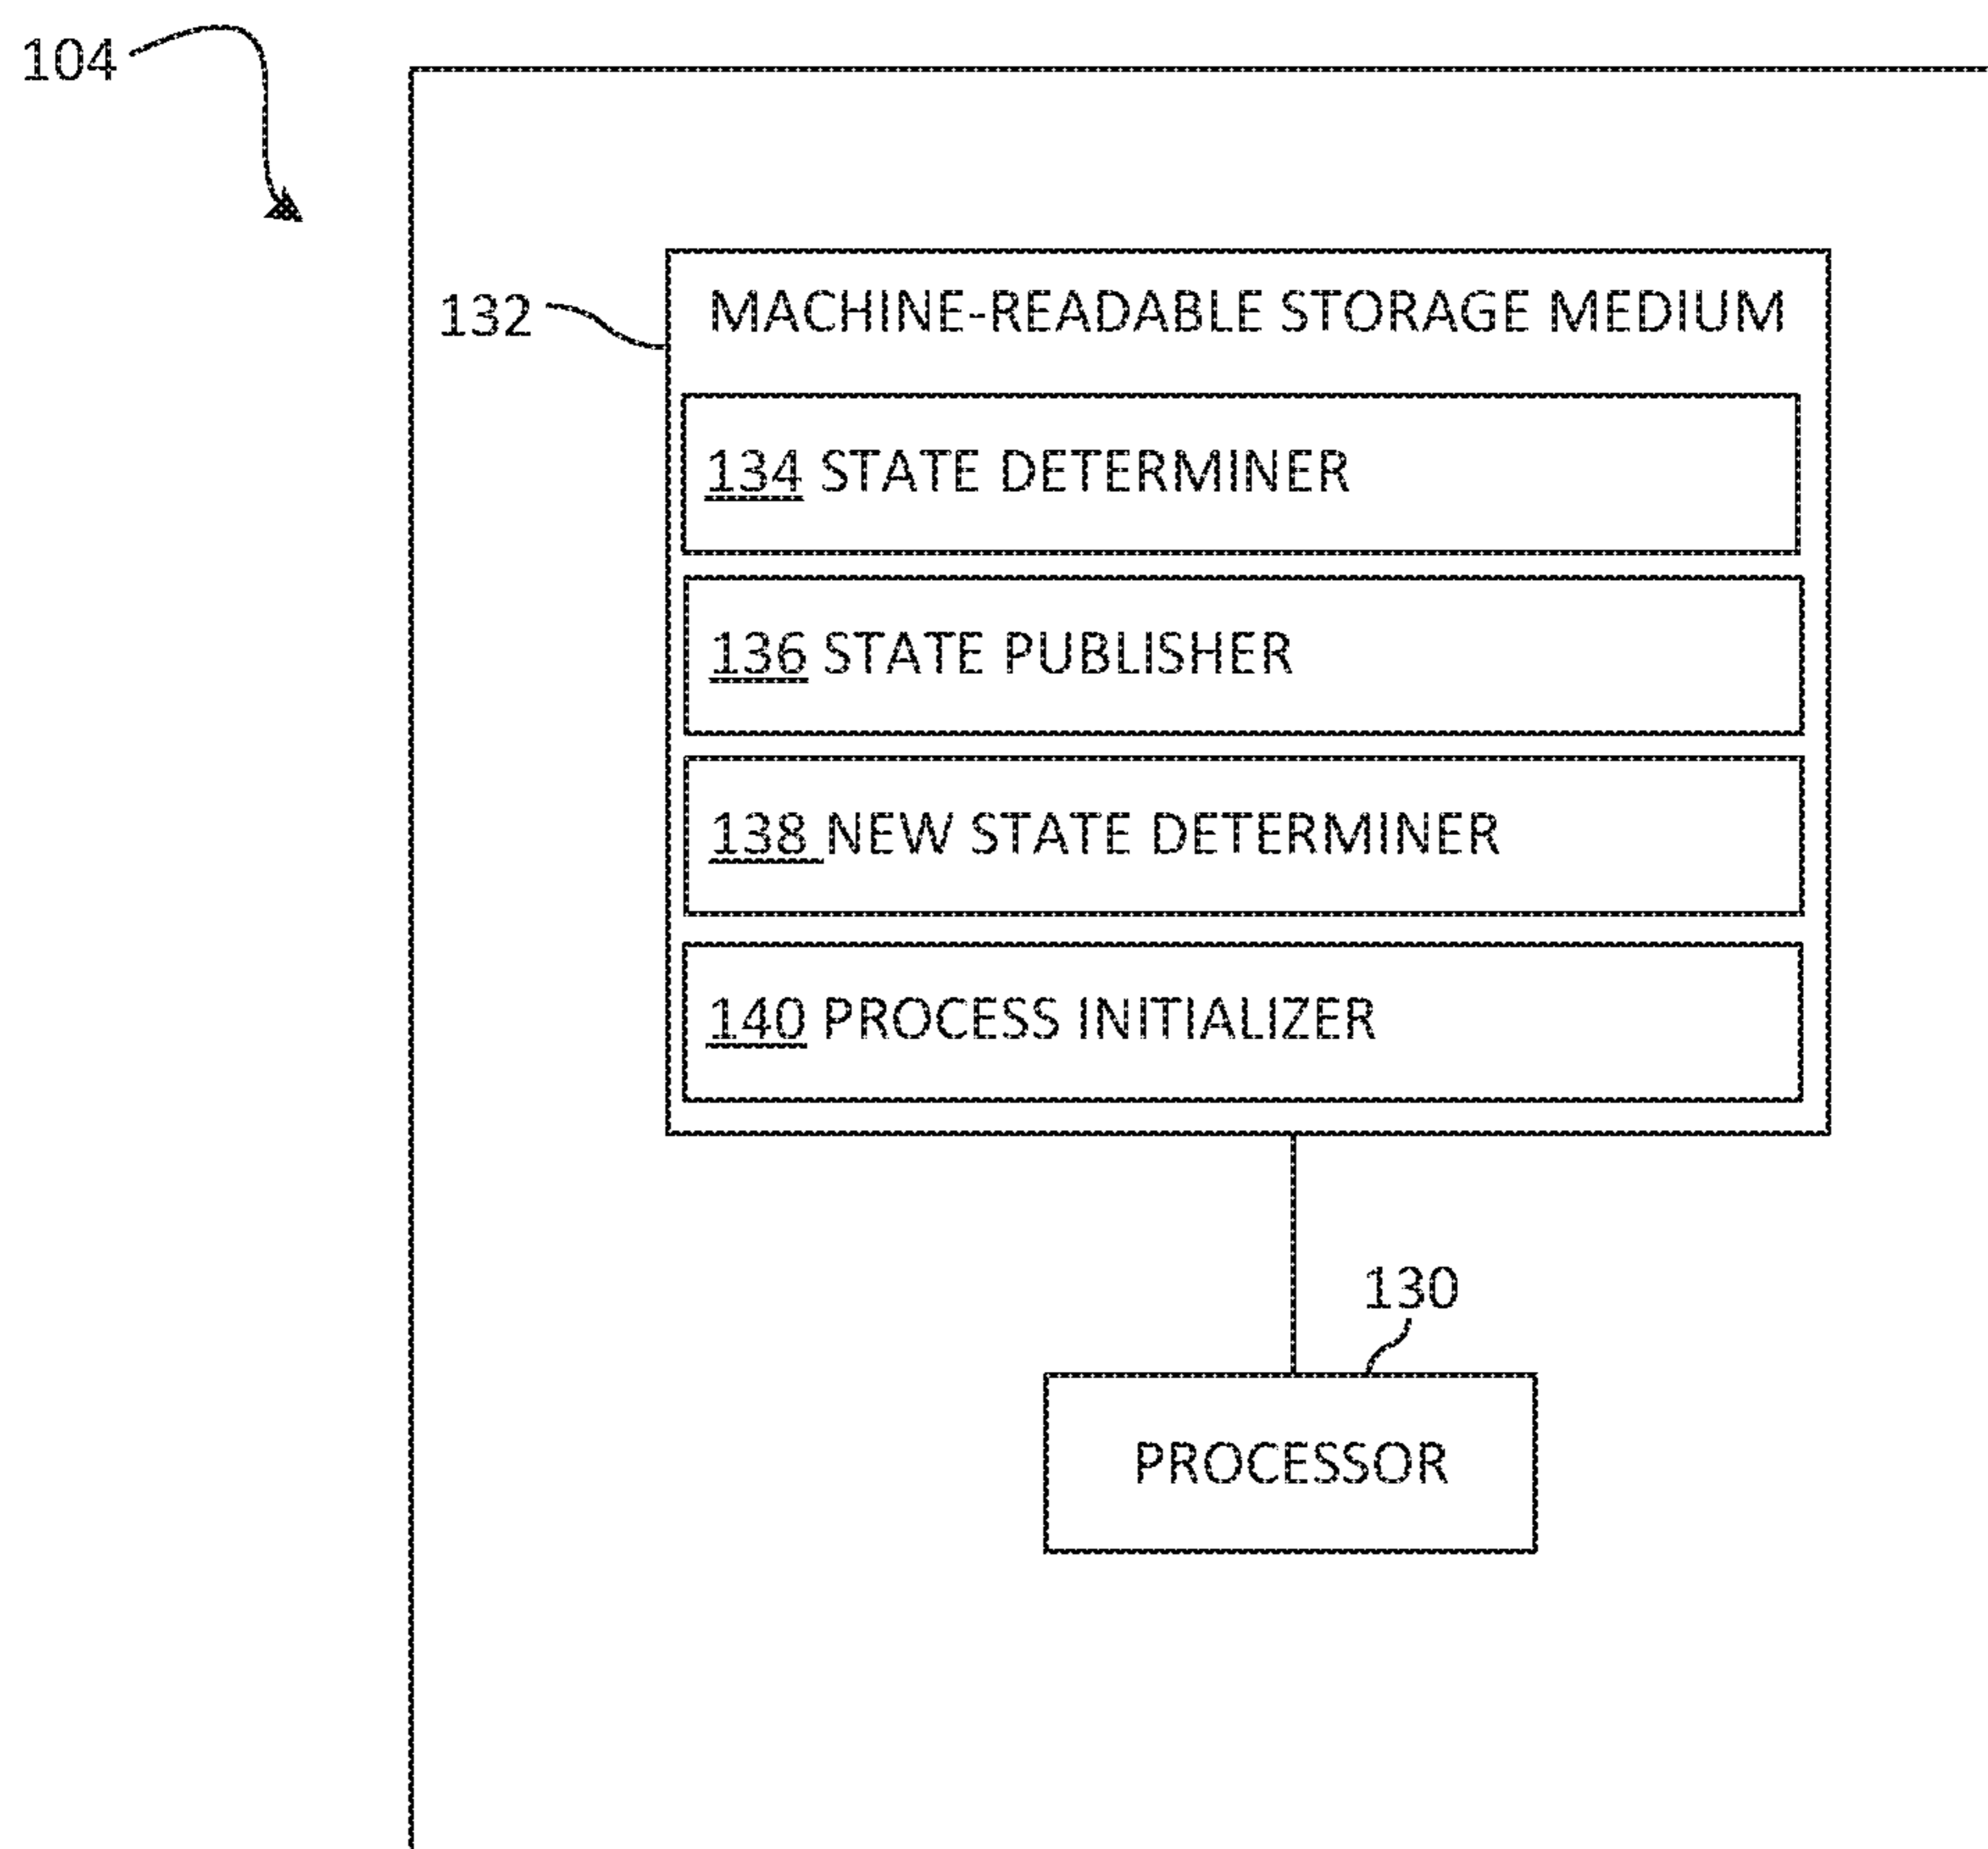 104
132
MACHINE-READABLE STORAGE MEDIUM
134 STATE DETERMINER
136 STATE PUBLISHER
138 NEW STATE DETERMINER
140 PROCESS INITIALIZER
130
PROCESSOR